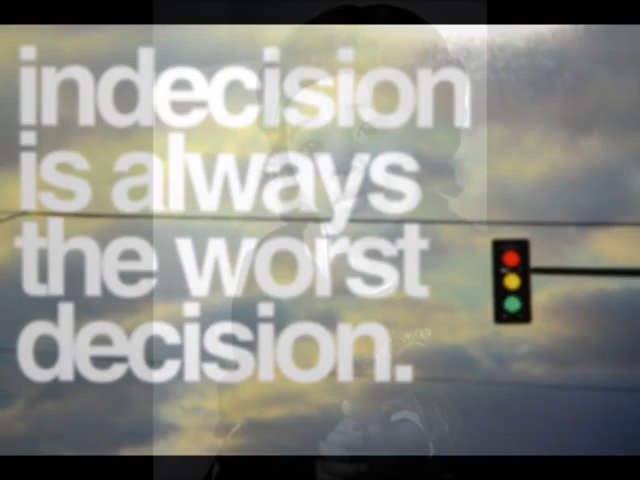 indecision
is always
the worst
decision.